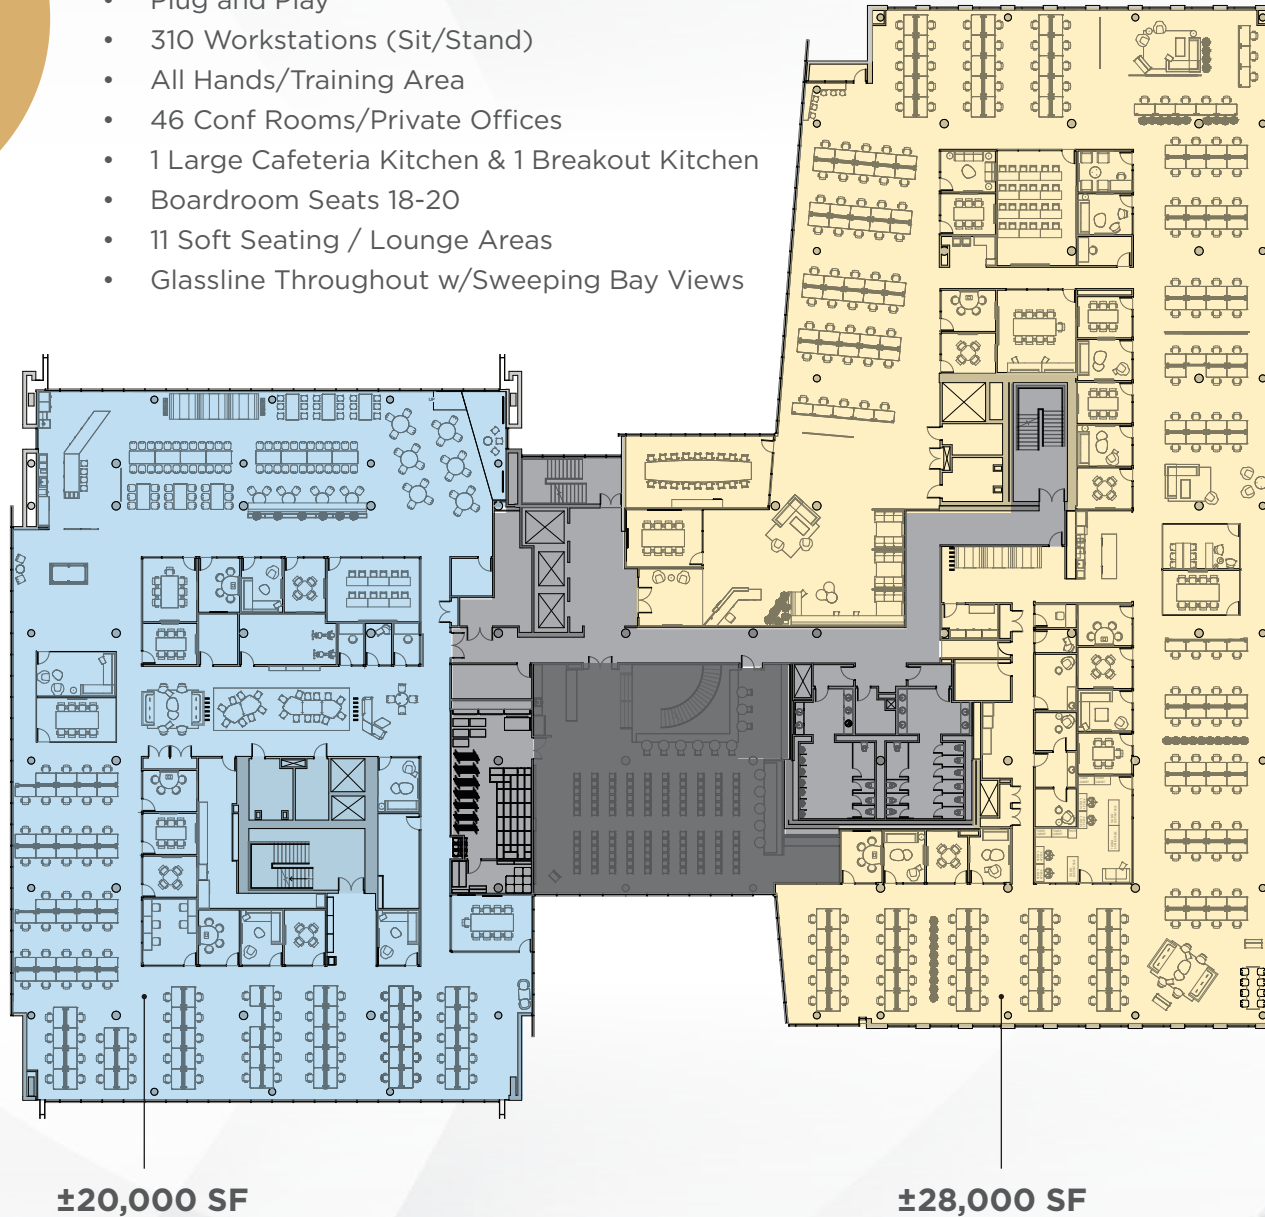 • Plug and Play
• 310 Workstations (Sit/Stand)
• All Hands/Training Area
• 46 Conf Rooms/Private Offices
• 1 Large Cafeteria Kitchen & 1 Breakout Kitchen
• Boardroom Seats 18-20
• 11 Soft Seating / Lounge Areas
• Glassline Throughout w/Sweeping Bay Views
±20,000 SF
±28,000 SF